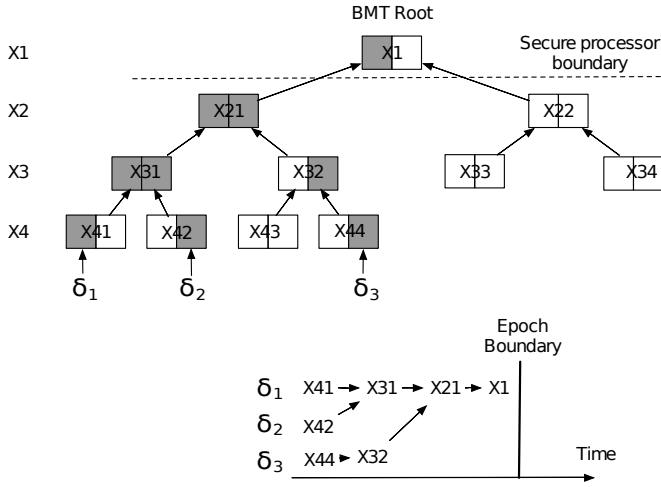 BMT Root
X1
X1
Secure processor
boundary
X2
X21
X22
X3
X31
X32
X33
X34
X4
X41
X42
X43
X44
δ1
δ2
δ3
Epoch
Boundary
δ1 X41 X31 X21 X1
δ2 X42
δ3 X44 X32
Time